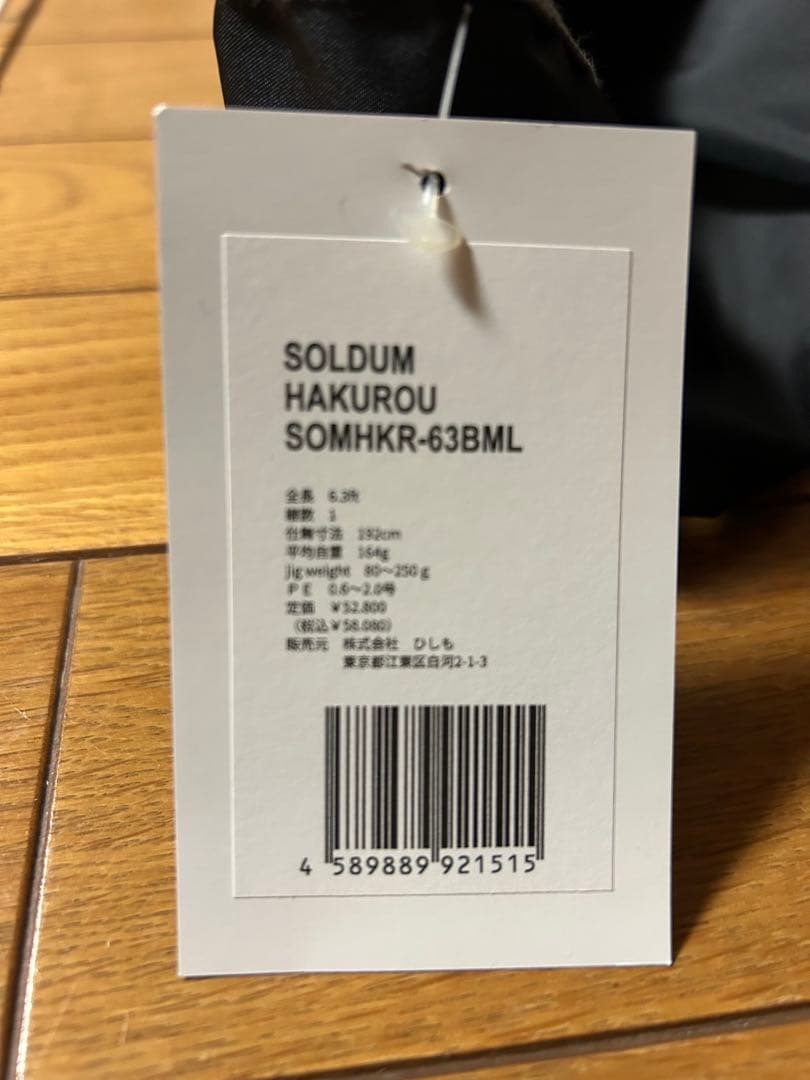 SOLDUM
HAKUROU
SOMHKR-63BML
全長 6.3ft
継数 1
仕舞寸法 192cm
平均自重 164g
jig weight 80～250g
PE 0.6～2.0号
定価 ￥52,800
（税込￥58,080）
販売元 株式会社 ひしも
東京都江東区白河2-1-3
4 589889 921515